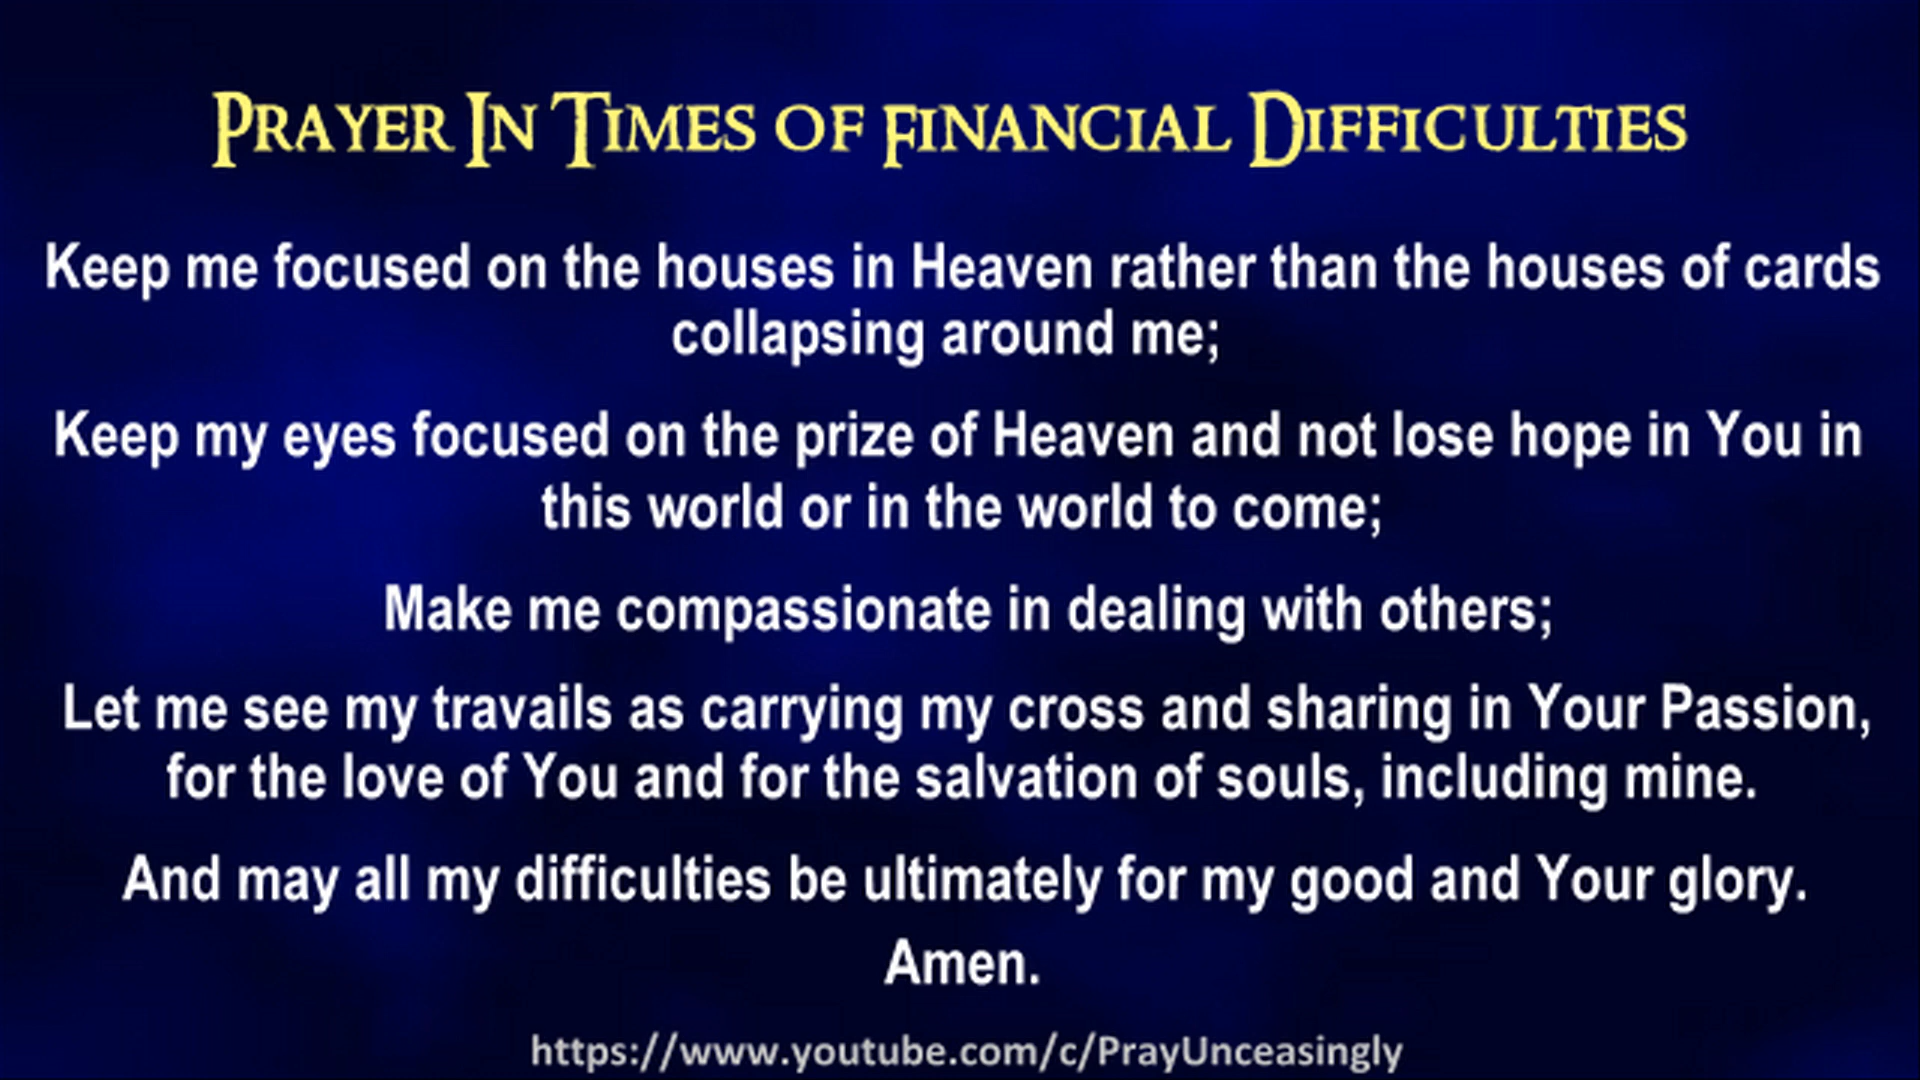 Prayer In Times of Financial Difficulties
Keep me focused on the houses in Heaven rather than the houses of cards
collapsing around me;
Keep my eyes focused on the prize of Heaven and not lose hope in You in
this world or in the world to come;
Make me compassionate in dealing with others;
Let me see my travails as carrying my cross and sharing in Your Passion,
for the love of You and for the salvation of souls, including mine.
And may all my difficulties be ultimately for my good and Your glory.
Amen.
https://www.youtube.com/c/PrayUnceasingly